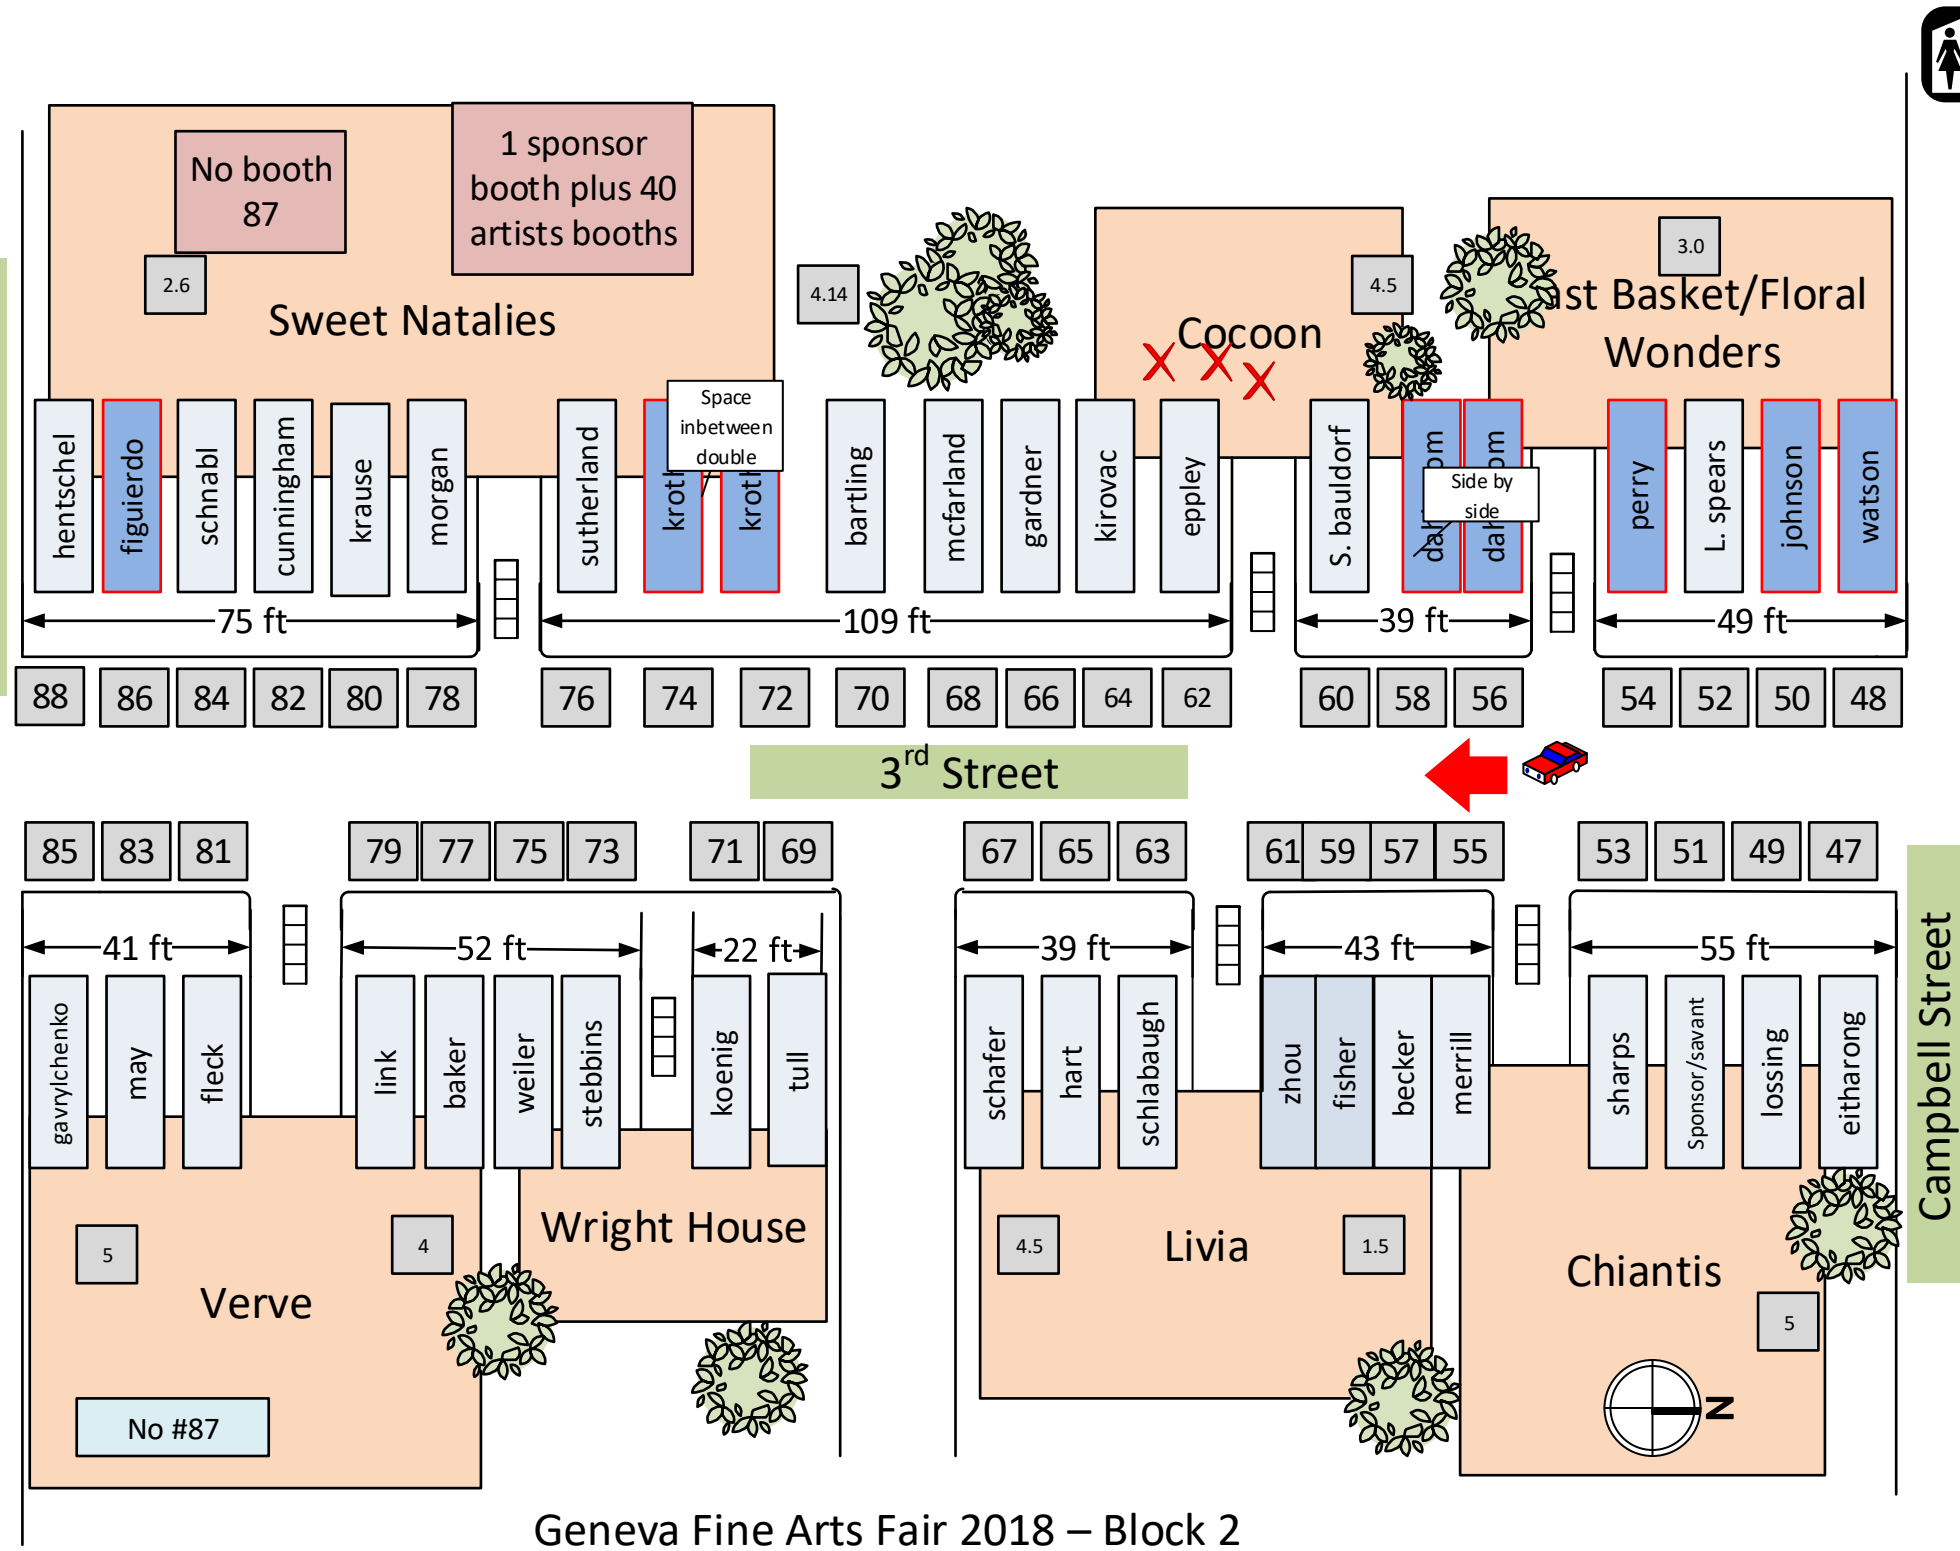 No booth
87
1 sponsor
booth plus 40
artists booths
2.6
4.14
4.5
3.0
Sweet Natalies
Cocoon
Basket/Floral
Wonders
Space
inbetween
double
Side by
side
hentschel
figuierdo
schnabl
cunningham
krause
morgan
sutherland
kroth
kroth
bartling
mcfarland
gardner
kirovac
eppley
S. bauldorf
perry
L. spears
johnson
watson
75 ft
109 ft
39 ft
49 ft
88 86 84 82 80 78 76 74 72 70 68 66 64 62 60 58 56 54 52 50 48
3rd Street
85 83 81 79 77 75 73 71 69 67 65 63 61 59 57 55 53 51 49 47
41 ft
52 ft
22 ft
39 ft
43 ft
55 ft
gavrylchenko
may
fleck
link
baker
weiler
stebbins
koenig
tull
schafer
hart
schlabaugh
zhou
fisher
becker
merrill
sharps
Sponsor/savant
lossing
eitharong
Campbell Street
5
4
Verve
Wright House
4.5
Livia
1.5
Chiantis
5
No #87
N
Geneva Fine Arts Fair 2018 – Block 2